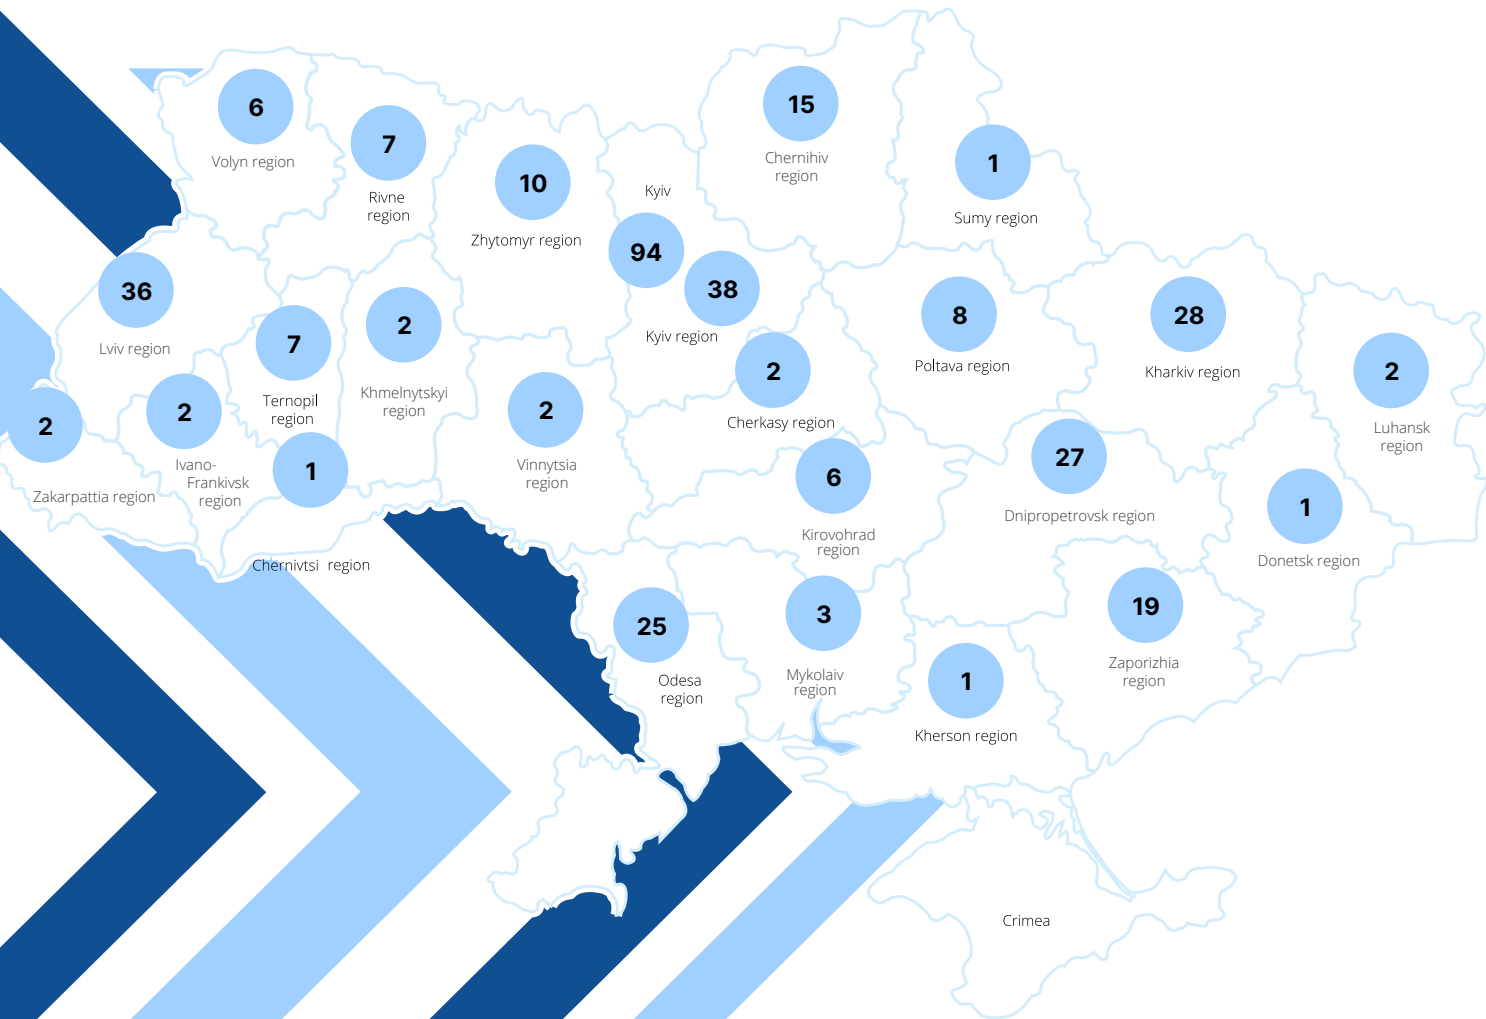 6
Volyn region
7
Rivne
region
10
Zhytomyr region
Kyiv
94
38
Kyiv region
15
Chernihiv
region
1
Sumy region
36
Lviv region
7
Ternopil
region
2
Khmelnytskyi
region
2
Cherkasy region
8
Poltava region
28
Kharkiv region
2
Luhansk
region
2
Zakarpattia region
2
Ivano-
Frankivsk
region
1
Chernivtsi region
2
Vinnytsia
region
6
Kirovohrad
region
27
Dnipropetrovsk region
1
Donetsk region
25
Odesa
region
3
Mykolaiv
region
1
Kherson region
19
Zaporizhia
region
Crimea